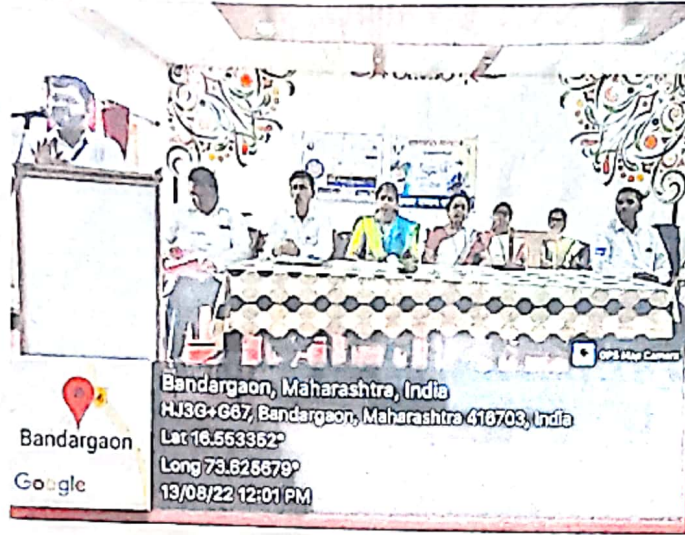 GPS Map Camera
Bandargaon, Maharashtra, India
HJ3G+G67, Bandargaon, Maharashtra 416703, India
Lat 16.553352°
Long 73.625679°
13/08/22 12:01 PM
Bandargaon
Google